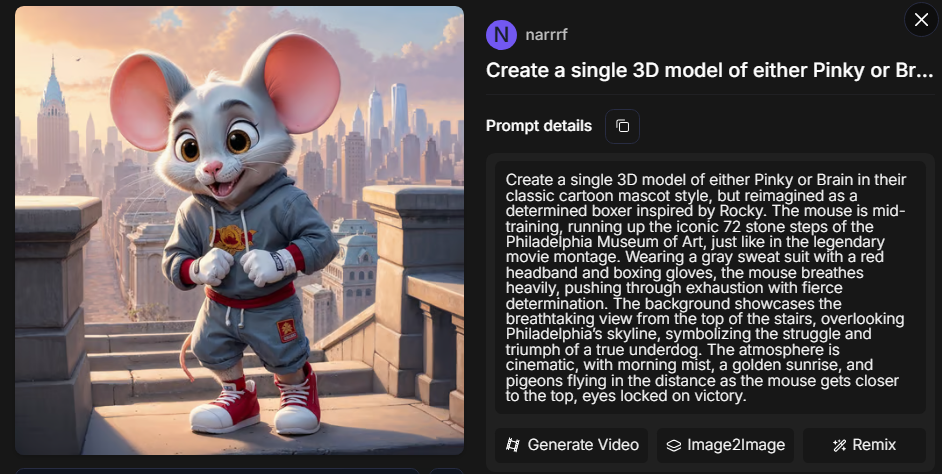 N narrrf
Create a single 3D model of either Pinky or Br...
Prompt details
Create a single 3D model of either Pinky or Brain in their
classic cartoon mascot style, but reimagined as a
determined boxer inspired by Rocky. The mouse is mid-
training, running up the iconic 72 stone steps of the
Philadelphia Museum of Art, just like in the legendary
movie montage. Wearing a gray sweat suit with a red
headband and boxing gloves, the mouse breathes
heavily, pushing through exhaustion with fierce
determination. The background showcases the
breathtaking view from the top of the stairs, overlooking
Philadelphia's skyline, symbolizing the struggle and
triumph of a true underdog. The atmosphere is
cinematic, with morning mist, a golden sunrise, and
pigeons flying in the distance as the mouse gets closer
to the top, eyes locked on victory.
Generate Video
Image2Image
Remix